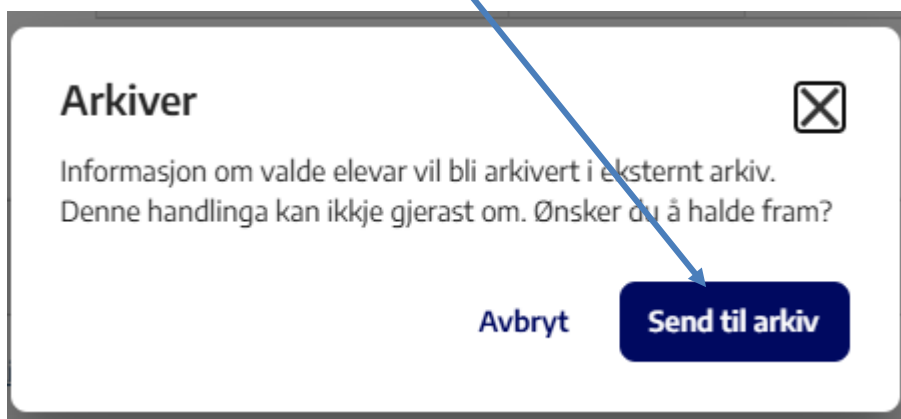 Arkiver
Informasjon om valde elevar vil bli arkivert i eksternt arkiv.
Denne handlinga kan ikkje gjerast om. Ønsker du å halde fram?
Avbryt
Send til arkiv